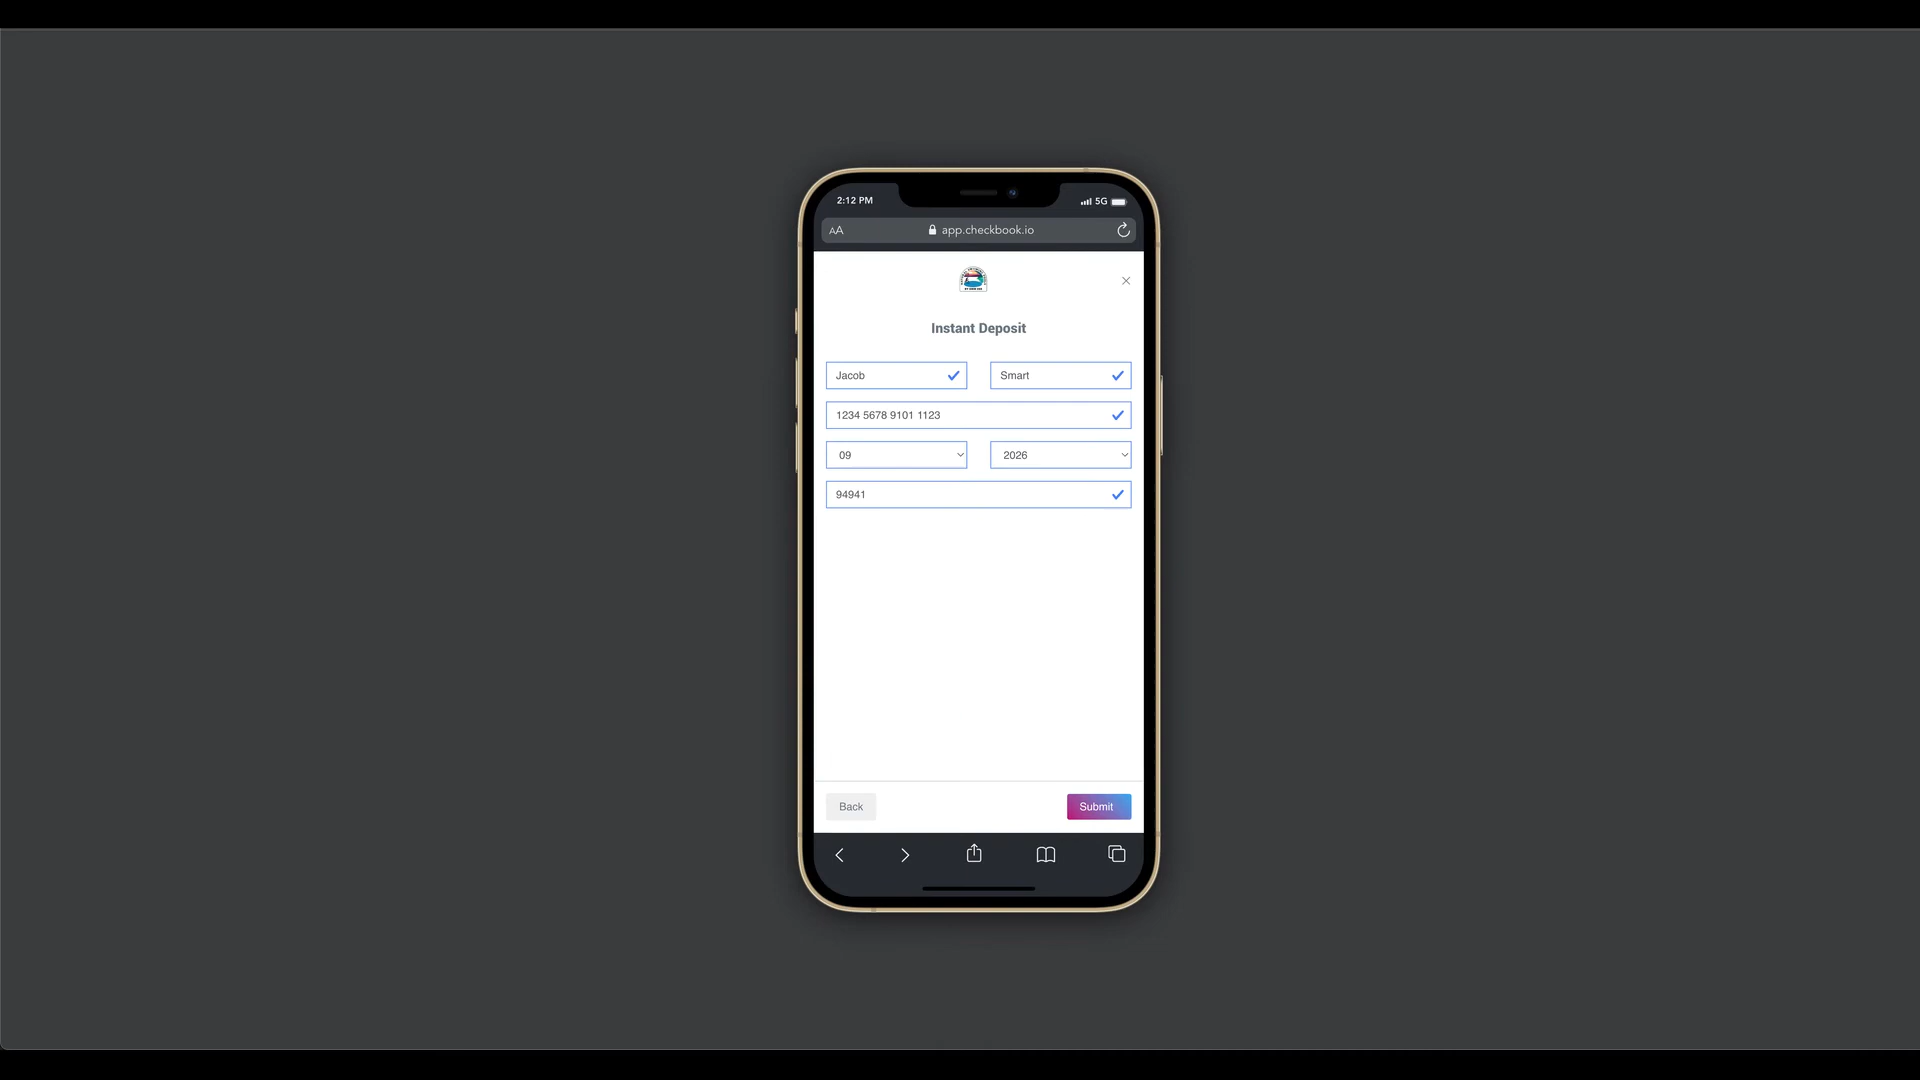 2:12 PM 5G
AA app.checkbook.io
Instant Deposit
Jacob Smart
1234 5678 9101 1123
09 2026
94941
Back Submit